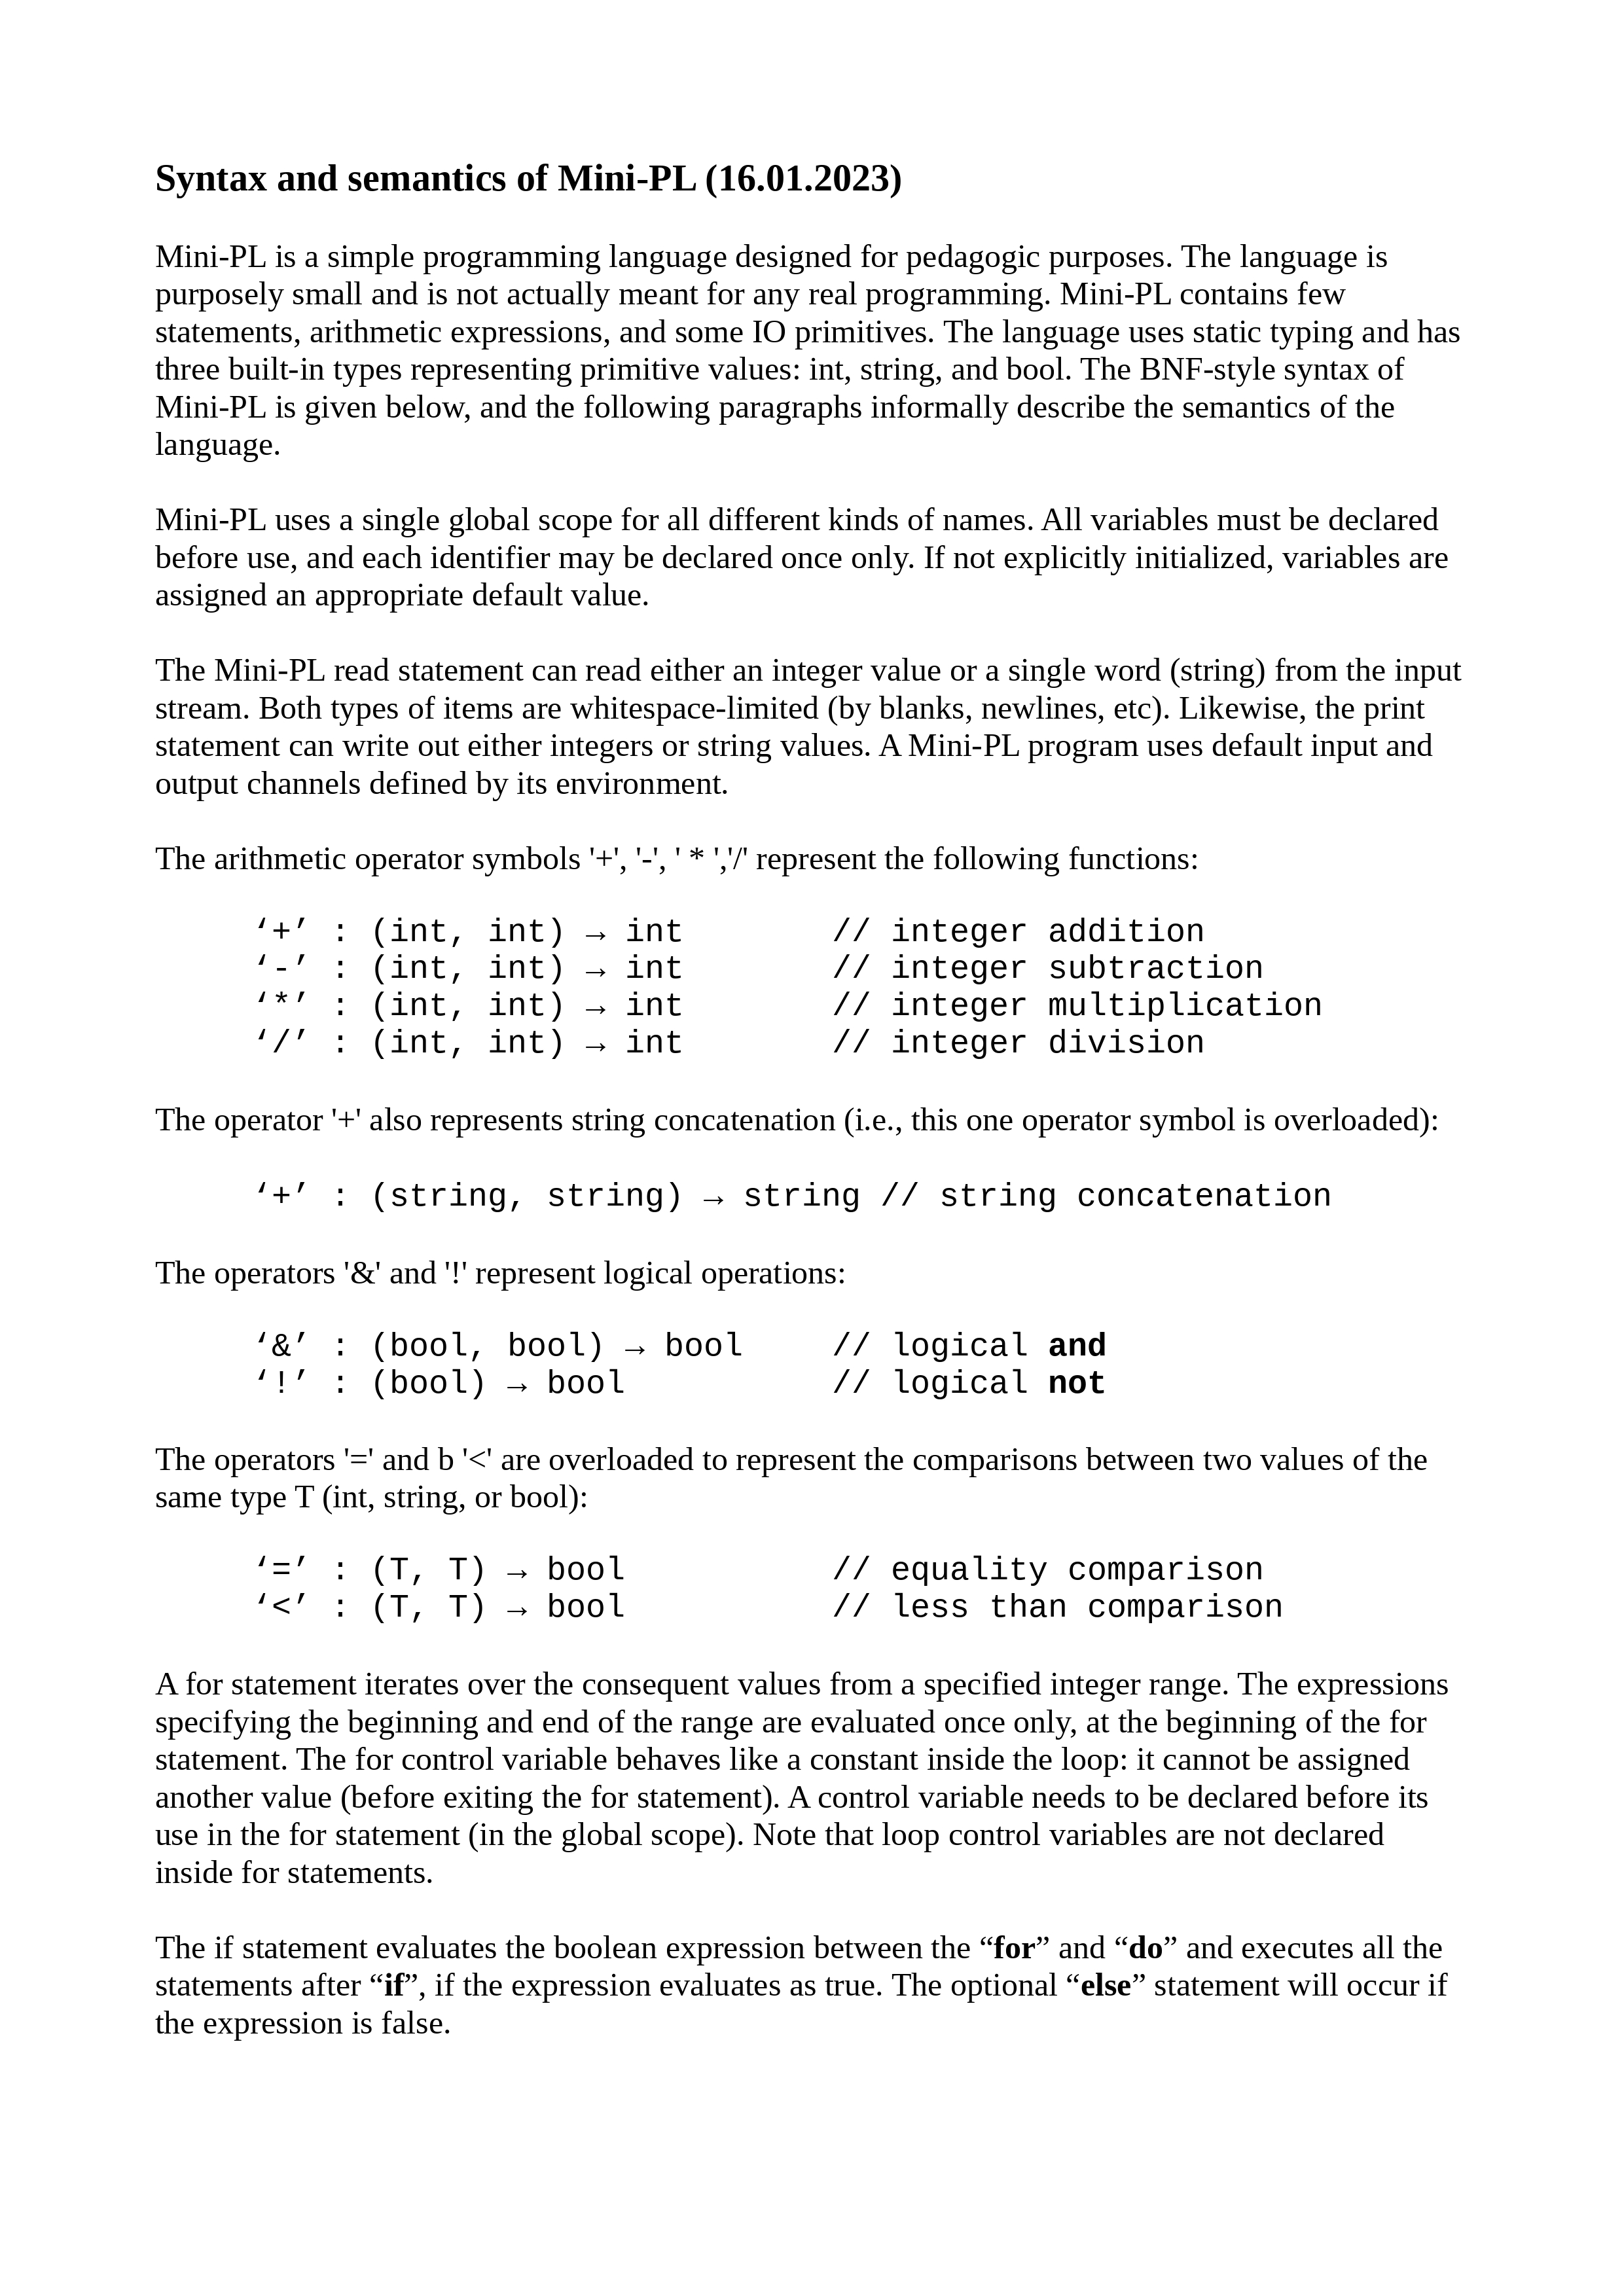 Syntax and semantics of Mini-PL (16.01.2023)
Mini-PL is a simple programming language designed for pedagogic purposes. The language is
purposely small and is not actually meant for any real programming. Mini-PL contains few
statements, arithmetic expressions, and some IO primitives. The language uses static typing and has
three built-in types representing primitive values: int, string, and bool. The BNF-style syntax of
Mini-PL is given below, and the following paragraphs informally describe the semantics of the
language.
Mini-PL uses a single global scope for all different kinds of names. All variables must be declared
before use, and each identifier may be declared once only. If not explicitly initialized, variables are
assigned an appropriate default value.
The Mini-PL read statement can read either an integer value or a single word (string) from the input
stream. Both types of items are whitespace-limited (by blanks, newlines, etc). Likewise, the print
statement can write out either integers or string values. A Mini-PL program uses default input and
output channels defined by its environment.
The arithmetic operator symbols '+', '-', ' * ','/' represent the following functions:
‘+’ : (int, int) → int // integer addition
‘-’ : (int, int) → int // integer subtraction
‘*’ : (int, int) → int // integer multiplication
‘/’ : (int, int) → int // integer division
The operator '+' also represents string concatenation (i.e., this one operator symbol is overloaded):
‘+’ : (string, string) → string // string concatenation
The operators '&' and '!' represent logical operations:
‘&’ : (bool, bool) → bool // logical and
‘!’ : (bool) → bool // logical not
The operators '=' and b '<' are overloaded to represent the comparisons between two values of the
same type T (int, string, or bool):
‘=’ : (T, T) → bool // equality comparison
‘<’ : (T, T) → bool // less than comparison
A for statement iterates over the consequent values from a specified integer range. The expressions
specifying the beginning and end of the range are evaluated once only, at the beginning of the for
statement. The for control variable behaves like a constant inside the loop: it cannot be assigned
another value (before exiting the for statement). A control variable needs to be declared before its
use in the for statement (in the global scope). Note that loop control variables are not declared
inside for statements.
The if statement evaluates the boolean expression between the “for” and “do” and executes all the
statements after “if”, if the expression evaluates as true. The optional “else” statement will occur if
the expression is false.